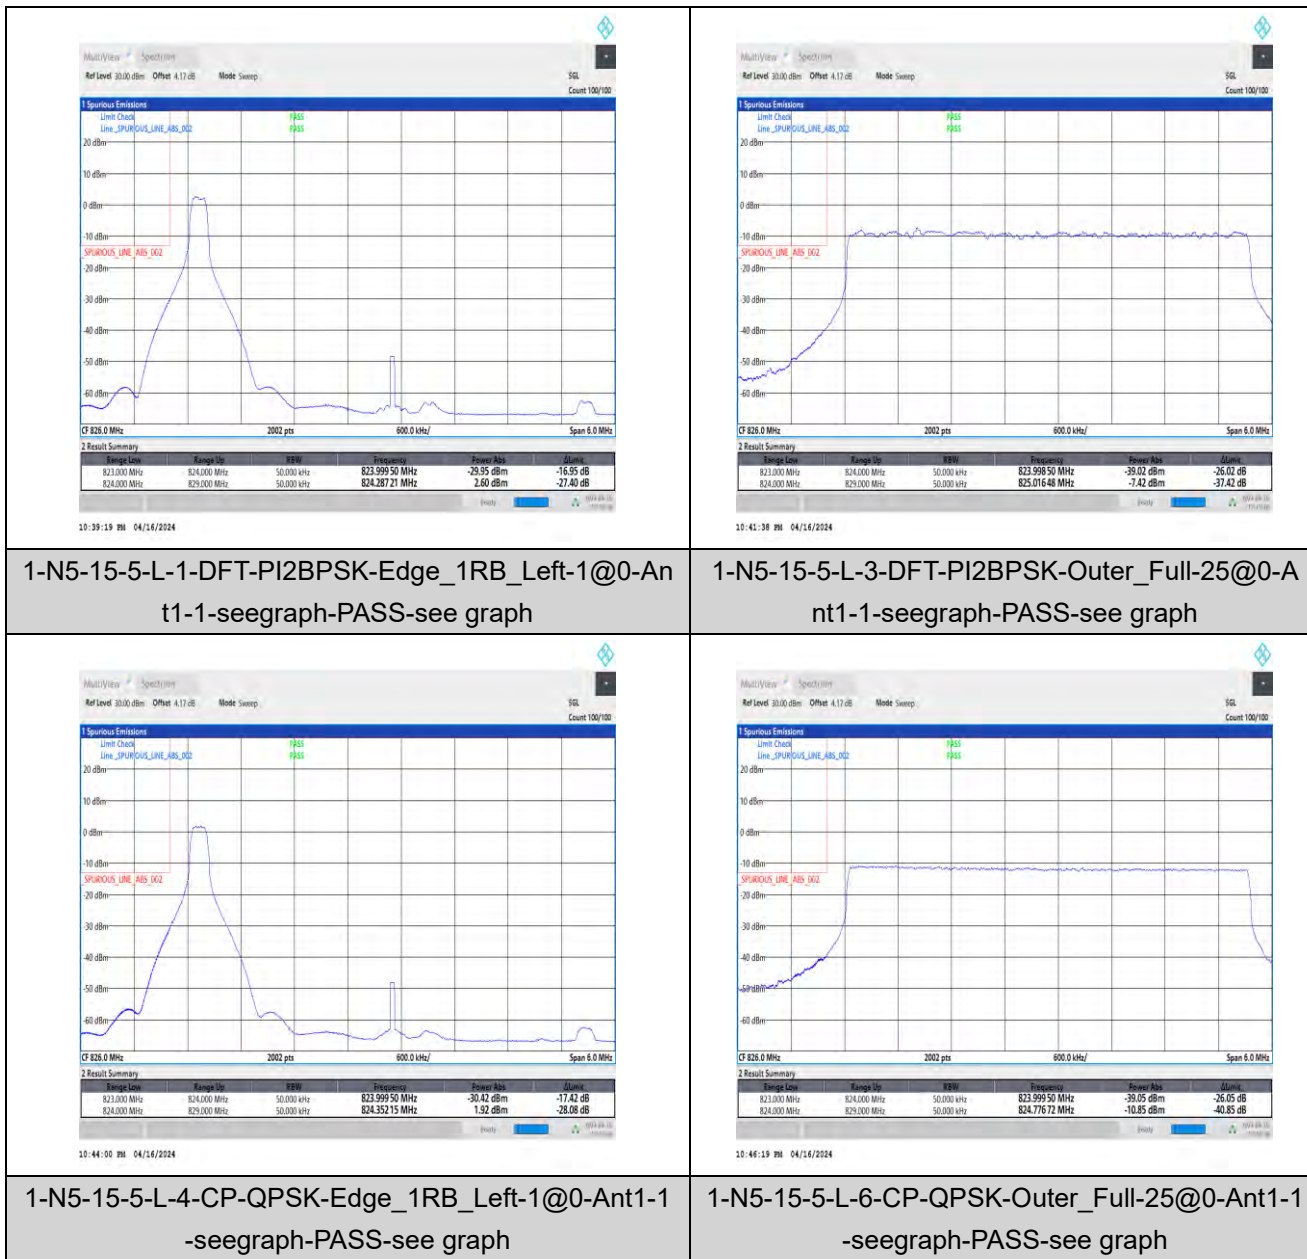 MultiView Spectrum
Ref Level 30.00 dBm Offset 4.17 dB Mode Sweep SGL
Count 100/100
1 Spurious Emissions
Limit Check PASS
Line _SPURIOUS_LINE_ABS_002 PASS
20 dBm
10 dBm
0 dBm
-10 dBm
_SPURIOUS_LINE_ABS_002
-20 dBm
-30 dBm
-40 dBm
-50 dBm
-60 dBm
CF 826.0 MHz 2002 pts 600.0 kHz/ Span 6.0 MHz
2 Result Summary
Range Low Range Up RBW Frequency Power Abs ΔLimit
823.000 MHz 824.000 MHz 50.000 kHz 823.99950 MHz -29.95 dBm -16.95 dB
824.000 MHz 829.000 MHz 50.000 kHz 824.28721 MHz 2.60 dBm -27.40 dB
Ready
10:39:19 PM 04/16/2024
1-N5-15-5-L-1-DFT-PI2BPSK-Edge_1RB_Left-1@0-An
t1-1-seegraph-PASS-see graph
MultiView Spectrum
Ref Level 30.00 dBm Offset 4.17 dB Mode Sweep SGL
Count 100/100
1 Spurious Emissions
Limit Check PASS
Line _SPURIOUS_LINE_ABS_002 PASS
20 dBm
10 dBm
0 dBm
-10 dBm
_SPURIOUS_LINE_ABS_002
-20 dBm
-30 dBm
-40 dBm
-50 dBm
-60 dBm
CF 826.0 MHz 2002 pts 600.0 kHz/ Span 6.0 MHz
2 Result Summary
Range Low Range Up RBW Frequency Power Abs ΔLimit
823.000 MHz 824.000 MHz 50.000 kHz 823.99850 MHz -39.02 dBm -26.02 dB
824.000 MHz 829.000 MHz 50.000 kHz 825.01648 MHz -7.42 dBm -37.42 dB
Ready
10:41:38 PM 04/16/2024
1-N5-15-5-L-3-DFT-PI2BPSK-Outer_Full-25@0-A
nt1-1-seegraph-PASS-see graph
MultiView Spectrum
Ref Level 30.00 dBm Offset 4.17 dB Mode Sweep SGL
Count 100/100
1 Spurious Emissions
Limit Check PASS
Line _SPURIOUS_LINE_ABS_002 PASS
20 dBm
10 dBm
0 dBm
-10 dBm
_SPURIOUS_LINE_ABS_002
-20 dBm
-30 dBm
-40 dBm
-50 dBm
-60 dBm
CF 826.0 MHz 2002 pts 600.0 kHz/ Span 6.0 MHz
2 Result Summary
Range Low Range Up RBW Frequency Power Abs ΔLimit
823.000 MHz 824.000 MHz 50.000 kHz 823.99950 MHz -30.42 dBm -17.42 dB
824.000 MHz 829.000 MHz 50.000 kHz 824.35215 MHz 1.92 dBm -28.08 dB
Ready
10:44:00 PM 04/16/2024
1-N5-15-5-L-4-CP-QPSK-Edge_1RB_Left-1@0-Ant1-1
-seegraph-PASS-see graph
MultiView Spectrum
Ref Level 30.00 dBm Offset 4.17 dB Mode Sweep SGL
Count 100/100
1 Spurious Emissions
Limit Check PASS
Line _SPURIOUS_LINE_ABS_002 PASS
20 dBm
10 dBm
0 dBm
-10 dBm
_SPURIOUS_LINE_ABS_002
-20 dBm
-30 dBm
-40 dBm
-50 dBm
-60 dBm
CF 826.0 MHz 2002 pts 600.0 kHz/ Span 6.0 MHz
2 Result Summary
Range Low Range Up RBW Frequency Power Abs ΔLimit
823.000 MHz 824.000 MHz 50.000 kHz 823.99950 MHz -39.05 dBm -26.05 dB
824.000 MHz 829.000 MHz 50.000 kHz 824.77672 MHz -10.85 dBm -40.85 dB
Ready
10:46:19 PM 04/16/2024
1-N5-15-5-L-6-CP-QPSK-Outer_Full-25@0-Ant1-1
-seegraph-PASS-see graph